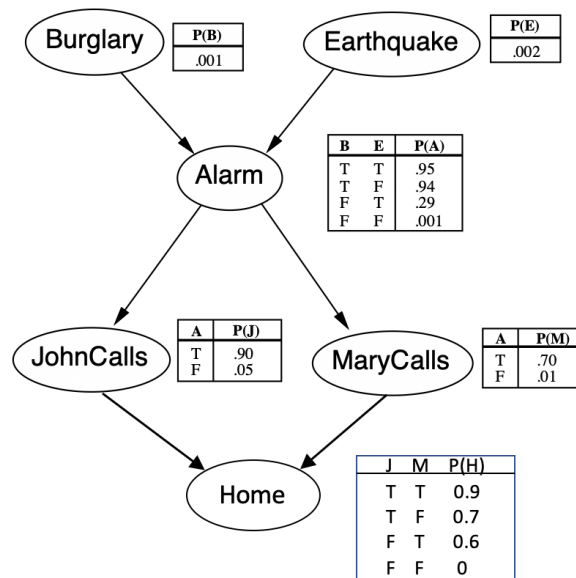 Burglary
P(B)
.001
Earthquake
P(E)
.002
Alarm
B E P(A)
T T .95
T F .94
F T .29
F F .001
JohnCalls
A P(J)
T .90
F .05
MaryCalls
A P(M)
T .70
F .01
Home
J M P(H)
T T 0.9
T F 0.7
F T 0.6
F F 0